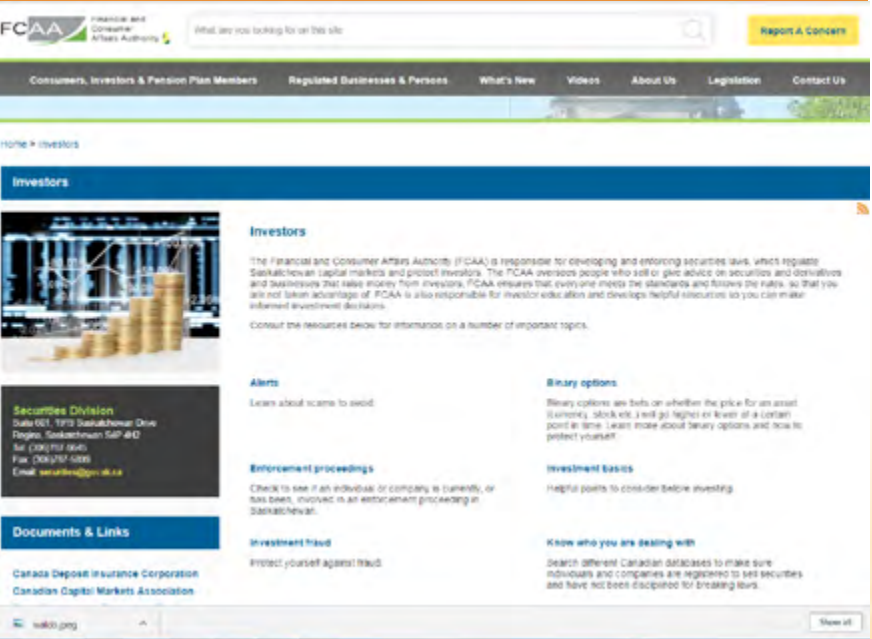 FCAA Financial and
Consumer
Affairs Authority
What are you looking for on this site
Report A Concern
Consumers, Investors & Pension Plan Members Regulated Businesses & Persons What's New Videos About Us Legislation Contact Us
Home > Investors
Investors
Investors
The Financial and Consumer Affairs Authority (FCAA) is responsible for developing and enforcing securities laws, which regulate
Saskatchewan capital markets and protect investors. The FCAA oversees people who sell or give advice on securities and derivatives
and businesses that raise money from investors. FCAA ensures that everyone meets the standards and follows the rules, so that you
are not taken advantage of. FCAA is also responsible for investor education and develops helpful resources so you can make
informed investment decisions.
Consult the resources below for information on a number of important topics.
Alerts
Learn about scams to avoid.
Binary options
Binary options are bets on whether the price for an asset
(currency, stock etc.) will go higher or lower at a certain
point in time. Learn more about binary options and how to
protect yourself.
Enforcement proceedings
Check to see if an individual or company is currently, or
has been, involved in an enforcement proceeding in
Saskatchewan.
Investment basics
Helpful points to consider before investing.
Investment fraud
Protect yourself against fraud.
Know who you are dealing with
Search different Canadian databases to make sure
individuals and companies are registered to sell securities
and have not been disciplined for breaking laws.
Securities Division
Suite 601, 1919 Saskatchewan Drive
Regina, Saskatchewan S4P 4H2
Tel: (306)787-5645
Fax: (306)787-5899
Email:
Documents & Links
Canada Deposit Insurance Corporation
Canadian Capital Markets Association
Show all